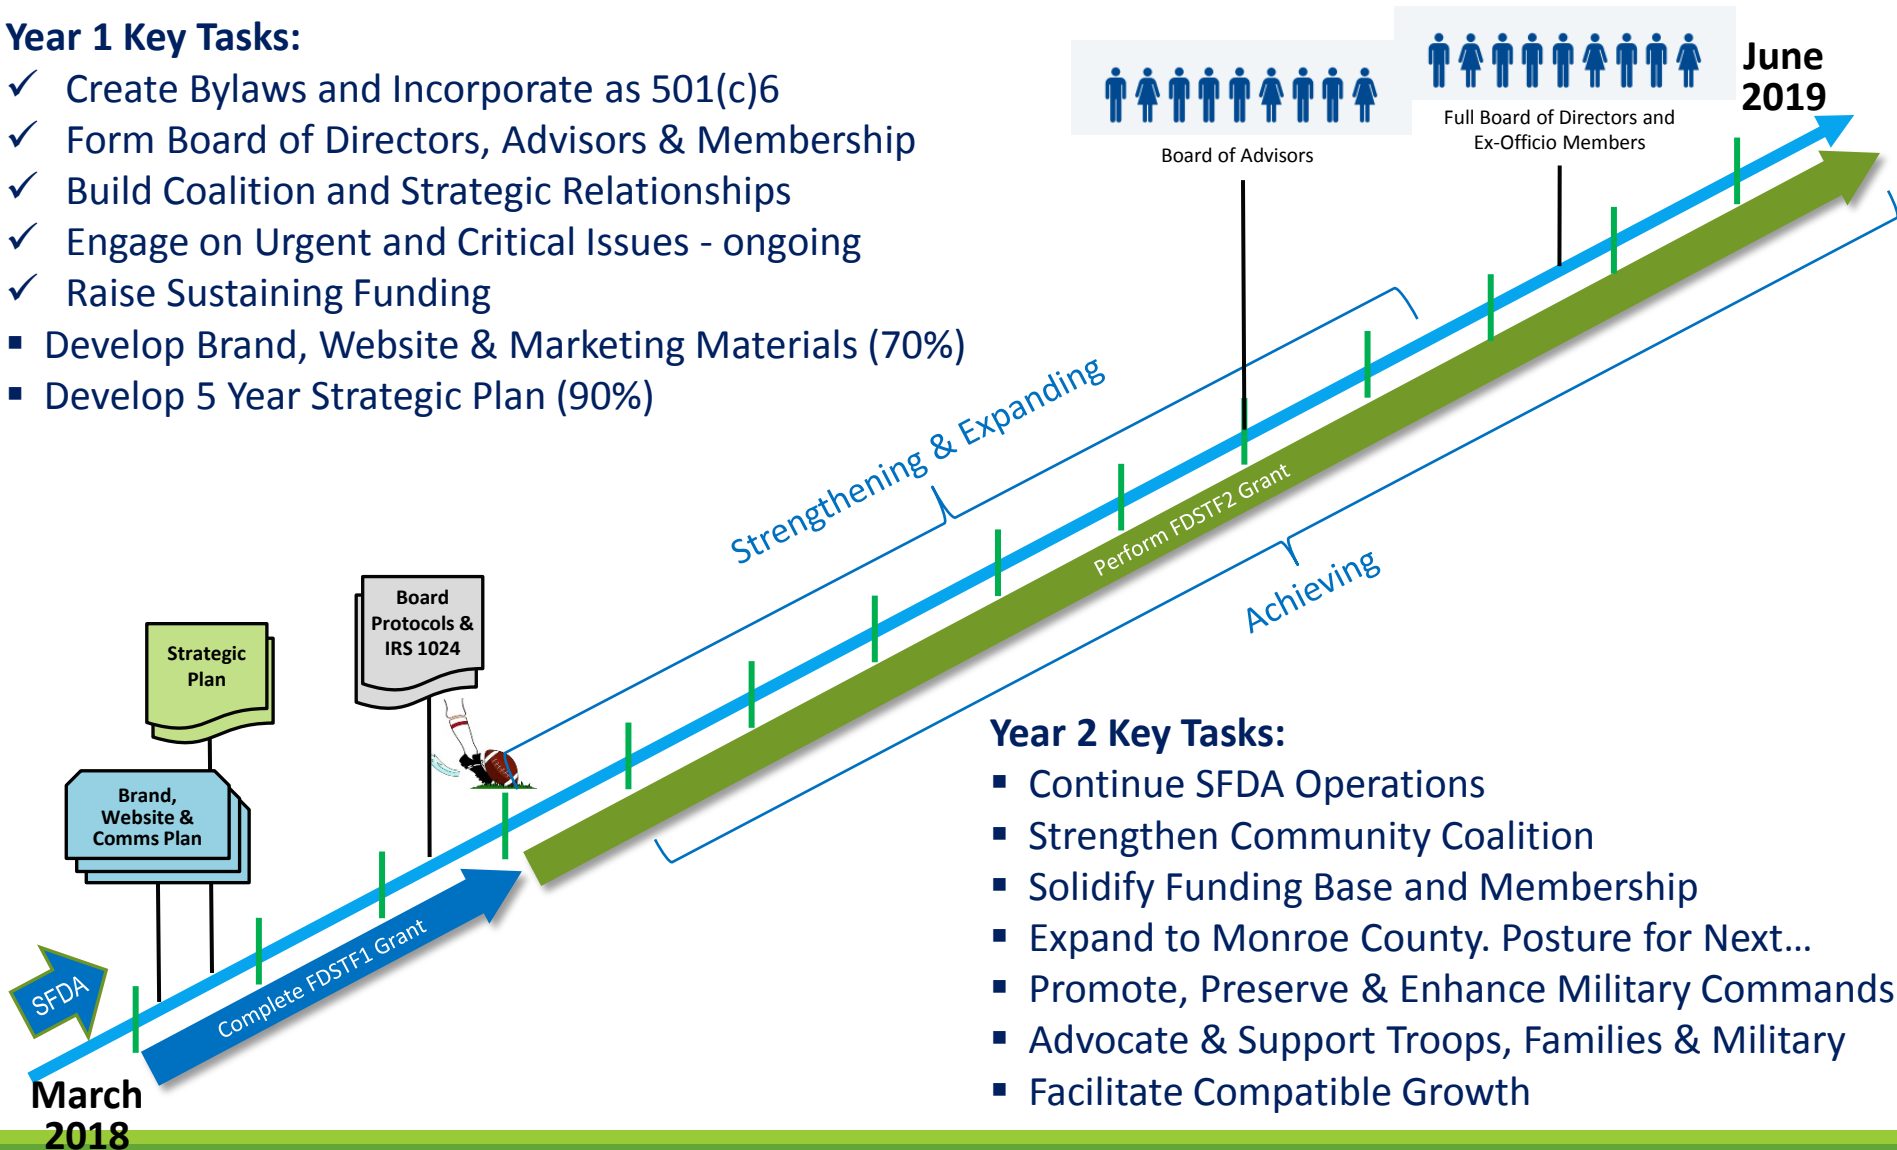 Year 1 Key Tasks:
✓ Create Bylaws and Incorporate as 501(c)6
✓ Form Board of Directors, Advisors & Membership
✓ Build Coalition and Strategic Relationships
✓ Engage on Urgent and Critical Issues - ongoing
✓ Raise Sustaining Funding
▪ Develop Brand, Website & Marketing Materials (70%)
▪ Develop 5 Year Strategic Plan (90%)
Board of Advisors
Full Board of Directors and
Ex-Officio Members
June
2019
Strengthening & Expanding
Perform FDSTF2 Grant
Achieving
Board
Protocols &
IRS 1024
Strategic
Plan
Brand,
Website &
Comms Plan
SFDA
Complete FDSTF1 Grant
March
2018
Year 2 Key Tasks:
▪ Continue SFDA Operations
▪ Strengthen Community Coalition
▪ Solidify Funding Base and Membership
▪ Expand to Monroe County. Posture for Next…
▪ Promote, Preserve & Enhance Military Commands
▪ Advocate & Support Troops, Families & Military
▪ Facilitate Compatible Growth